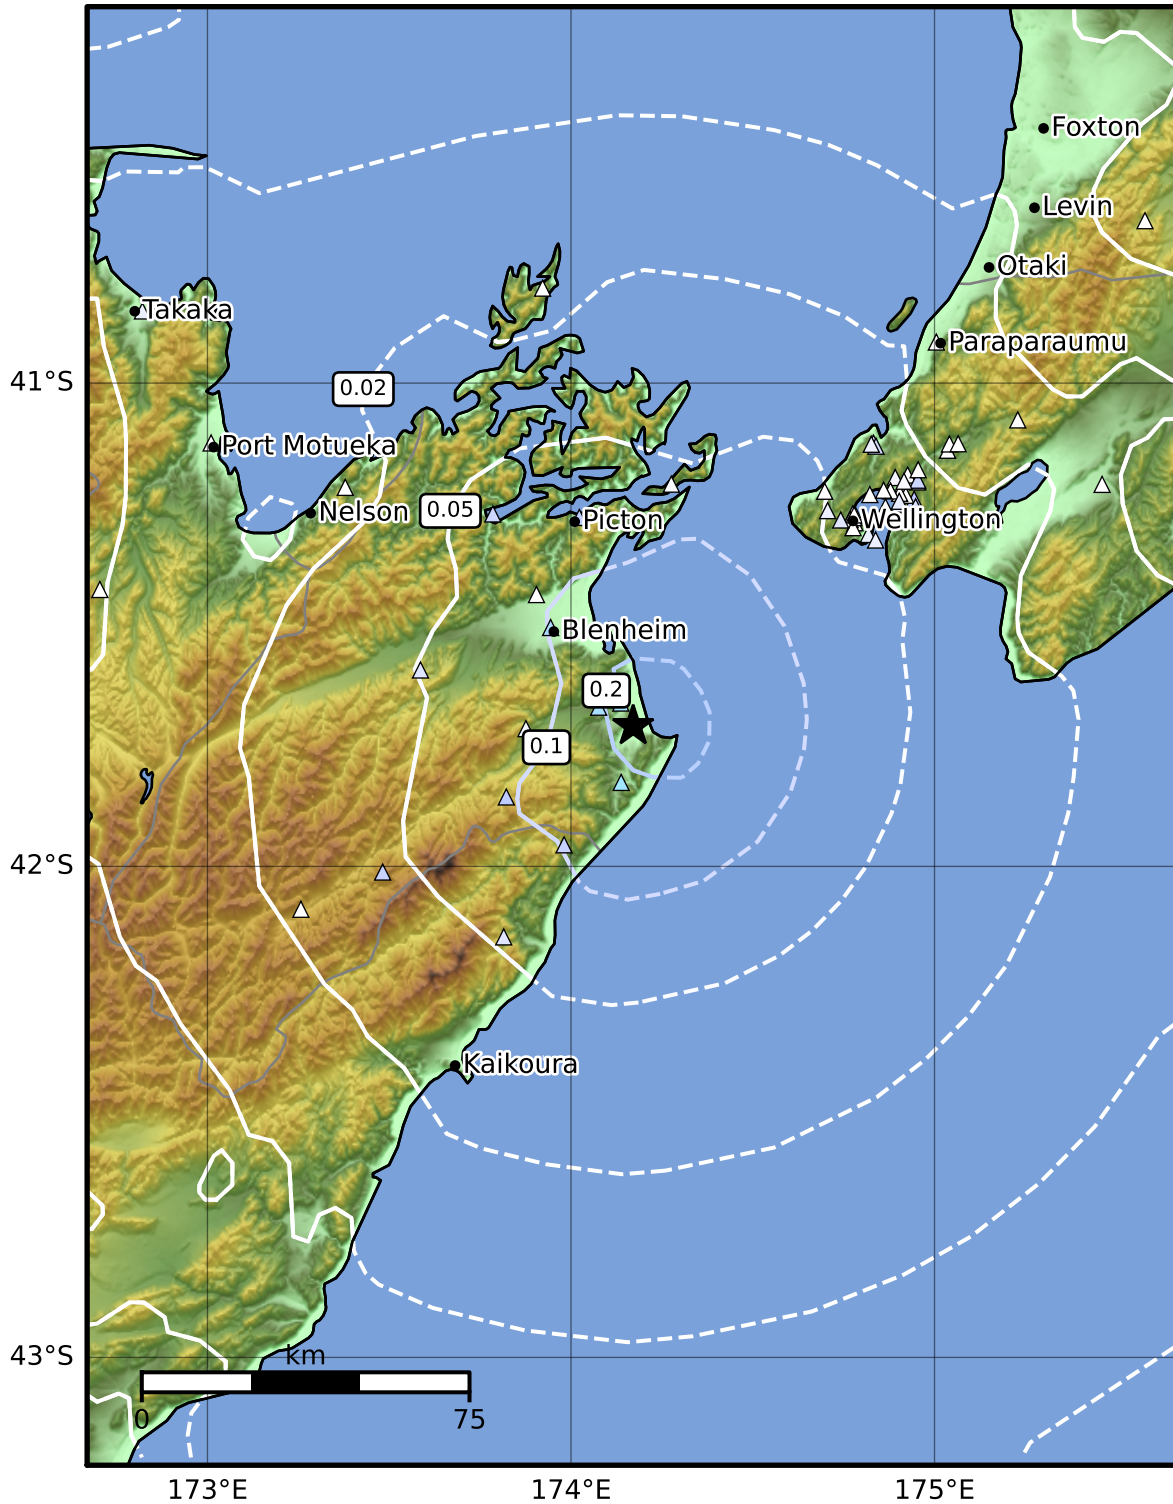 Foxton
Levin
Otaki
Takaka
Paraparaumu
41°S
0.02
Port Motueka
0.05
Nelson
Picton
Wellington
Blenheim
0.2
0.1
42°S
Kaikoura
43°S
km
0
75
173°E
174°E
175°E